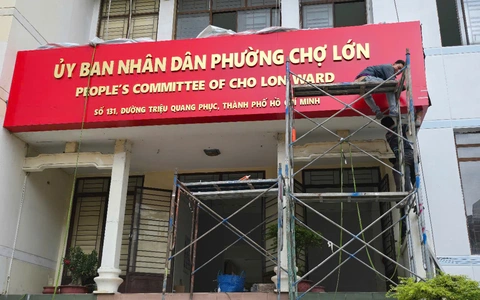 ỦY BAN NHÂN DÂN PHƯỜNG CHỢ LỚN
PEOPLE'S COMMITTEE OF CHO LON WARD
SỐ 131, ĐƯỜNG TRIỆU QUANG PHỤC, THÀNH PHỐ HỒ CHÍ MINH